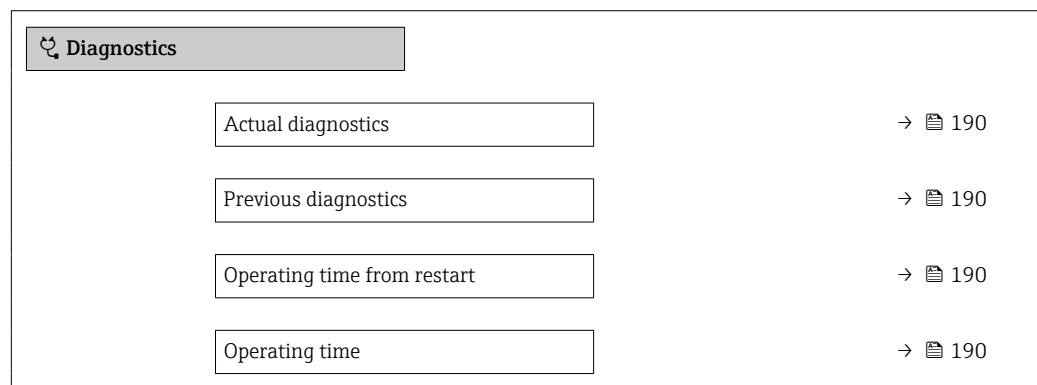 Diagnostics
Actual diagnostics → 190
Previous diagnostics → 190
Operating time from restart → 190
Operating time → 190